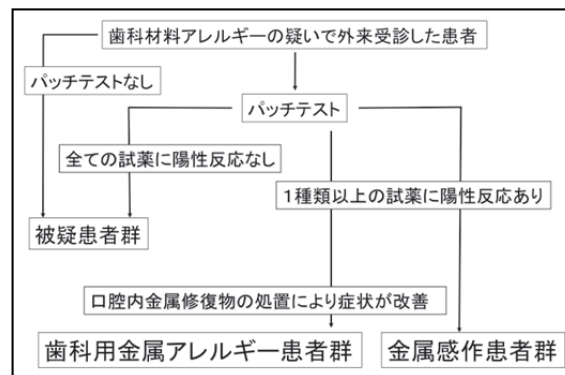 歯科材料アレルギーの疑いで外来受診した患者
パッチテストなし
パッチテスト
全ての試薬に陽性反応なし
1種類以上の試薬に陽性反応あり
被疑患者群
口腔内金属修復物の処置により症状が改善
歯科用金属アレルギー患者群
金属感作患者群